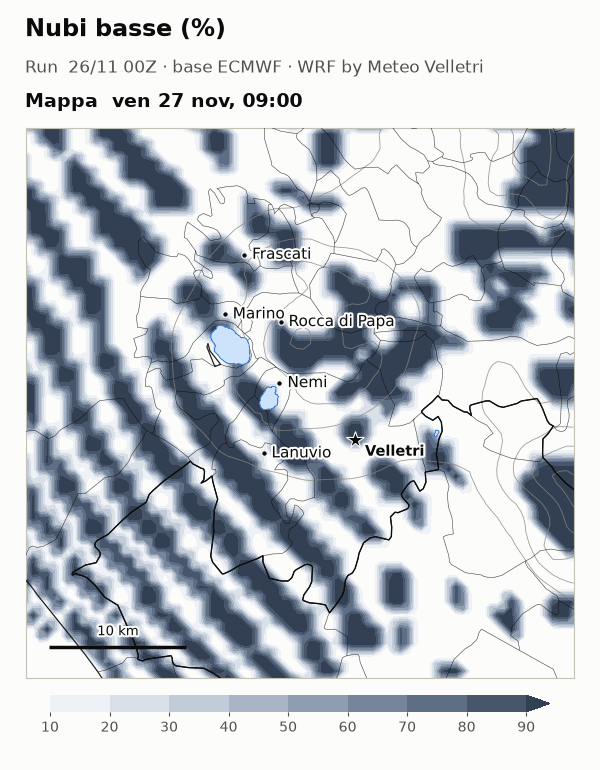 Nubi basse (%)
Run  26/11 00Z · base ECMWF · WRF by Meteo Velletri
Mappa  ven 27 nov, 09:00
Frascati
Marino
Rocca di Papa
Nemi
Lanuvio
Velletri
10 km
10 20 30 40 50 60 70 80 90